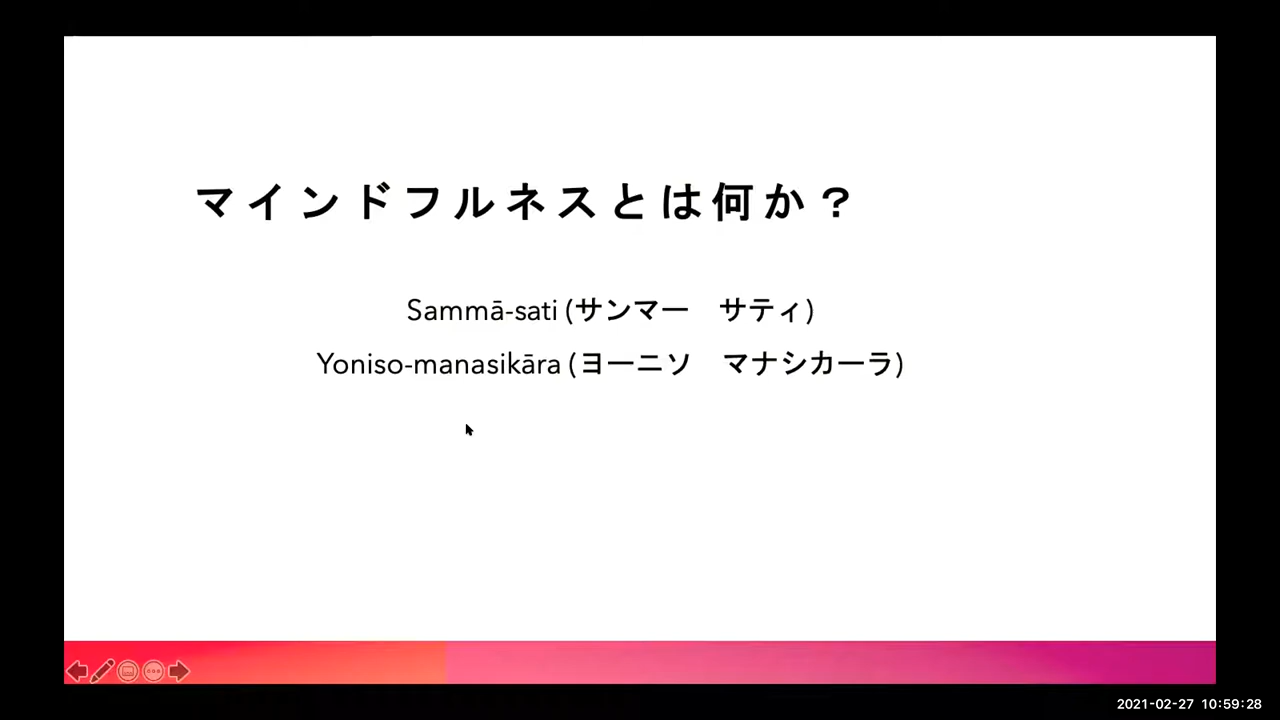 マインドフルネスとは何か？
Sammā-sati (サンマー　サティ)
Yoniso-manasikāra (ヨーニソ　マナシカーラ)
2021-02-27 10:59:28